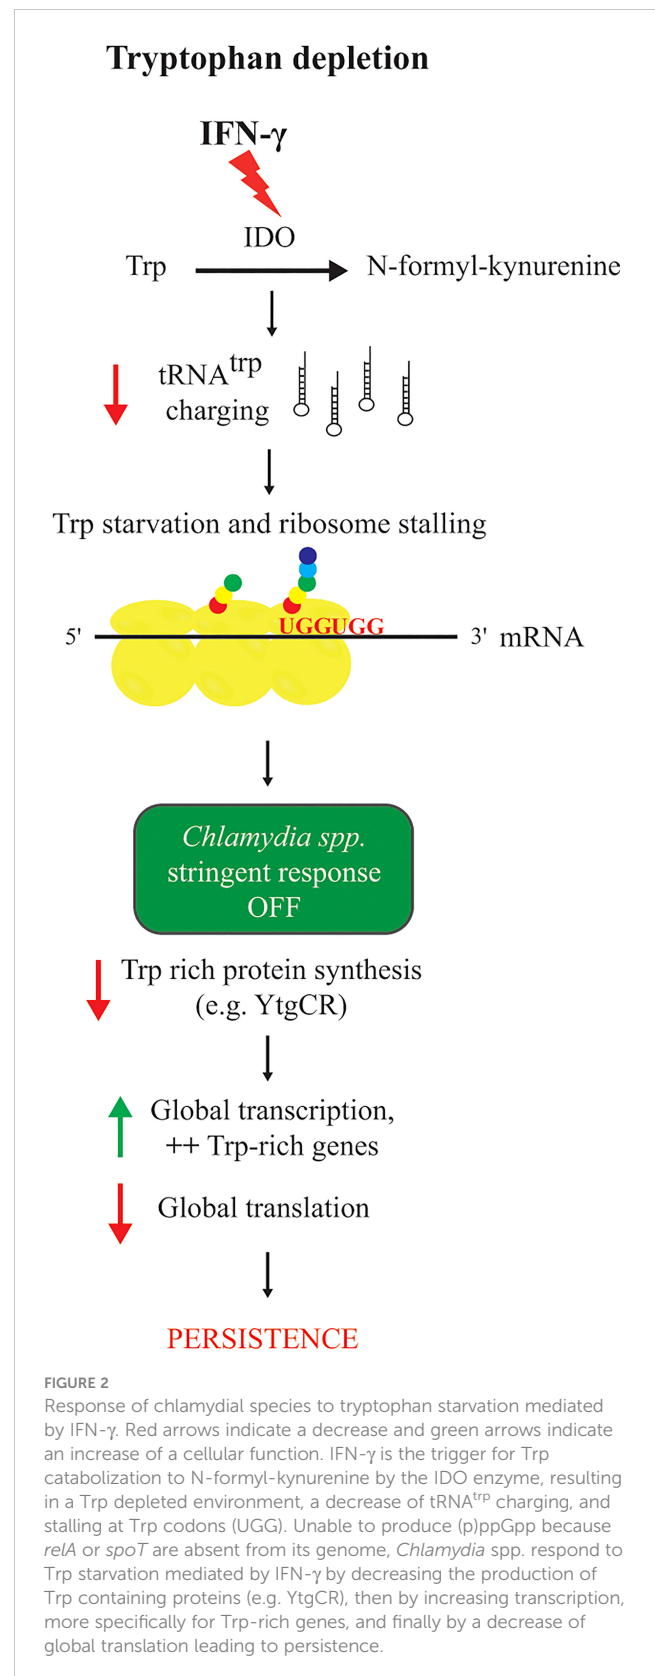 Tryptophan depletion
IFN-γ
IDO
Trp
N-formyl-kynurenine
tRNAtrp
charging
Trp starvation and ribosome stalling
UGGUGG
5'
3' mRNA
Chlamydia spp.
stringent response
OFF
Trp rich protein synthesis
(e.g. YtgCR)
Global transcription,
++ Trp-rich genes
Global translation
PERSISTENCE
FIGURE 2
Response of chlamydial species to tryptophan starvation mediated
by IFN-γ. Red arrows indicate a decrease and green arrows indicate
an increase of a cellular function. IFN-γ is the trigger for Trp
catabolization to N-formyl-kynurenine by the IDO enzyme, resulting
in a Trp depleted environment, a decrease of tRNAtrp charging, and
stalling at Trp codons (UGG). Unable to produce (p)ppGpp because
relA or spoT are absent from its genome, Chlamydia spp. respond to
Trp starvation mediated by IFN-γ by decreasing the production of
Trp containing proteins (e.g. YtgCR), then by increasing transcription,
more specifically for Trp-rich genes, and finally by a decrease of
global translation leading to persistence.